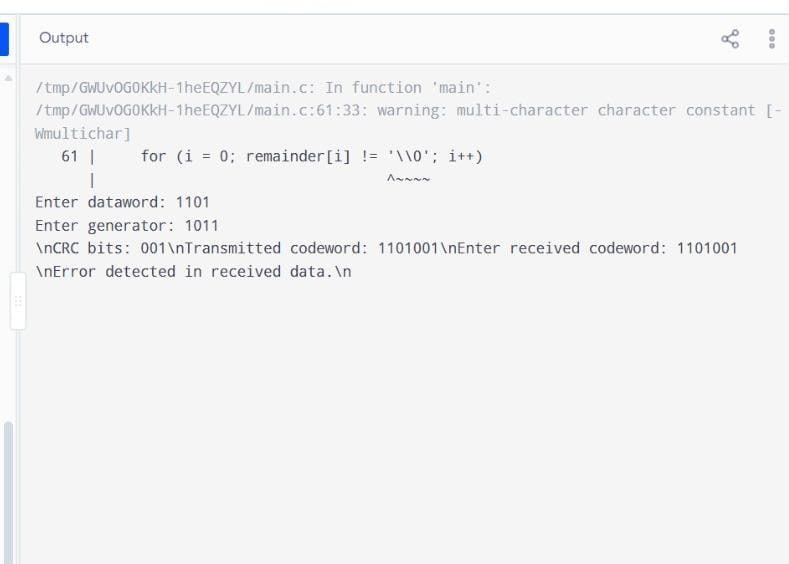 Output
/tmp/GWUvOG0KkH-1heEQZYL/main.c: In function 'main':
/tmp/GWUvOG0KkH-1heEQZYL/main.c:61:33: warning: multi-character character constant [-
Wmultichar]
   61 |     for (i = 0; remainder[i] != '\\0'; i++)
      |                                 ^~~~~
Enter dataword: 1101
Enter generator: 1011
\nCRC bits: 001\nTransmitted codeword: 1101001\nEnter received codeword: 1101001
\nError detected in received data.\n